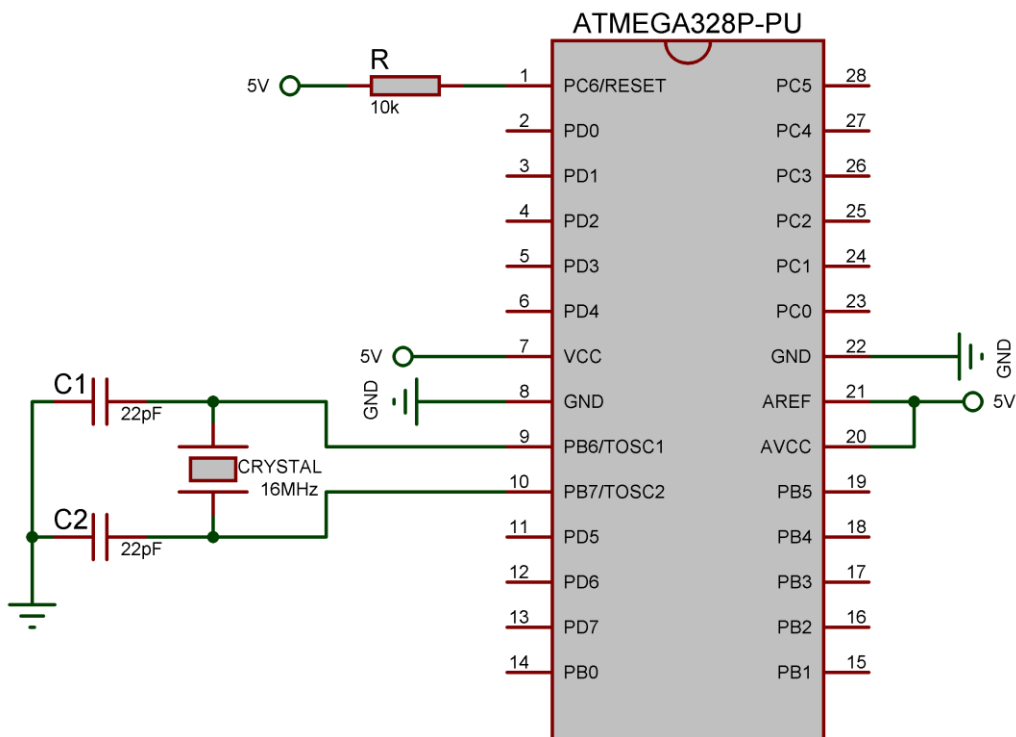 ATMEGA328P-PU
R
5V
10k
1 PC6/RESET PC5 28
2 PD0 PC4 27
3 PD1 PC3 26
4 PD2 PC2 25
5 PD3 PC1 24
6 PD4 PC0 23
5V 7 VCC GND 22 GND
GND 8 GND AREF 21 5V
C1
22pF
9 PB6/TOSC1 AVCC 20
CRYSTAL
16MHz
10 PB7/TOSC2 PB5 19
C2
22pF
11 PD5 PB4 18
12 PD6 PB3 17
13 PD7 PB2 16
14 PB0 PB1 15